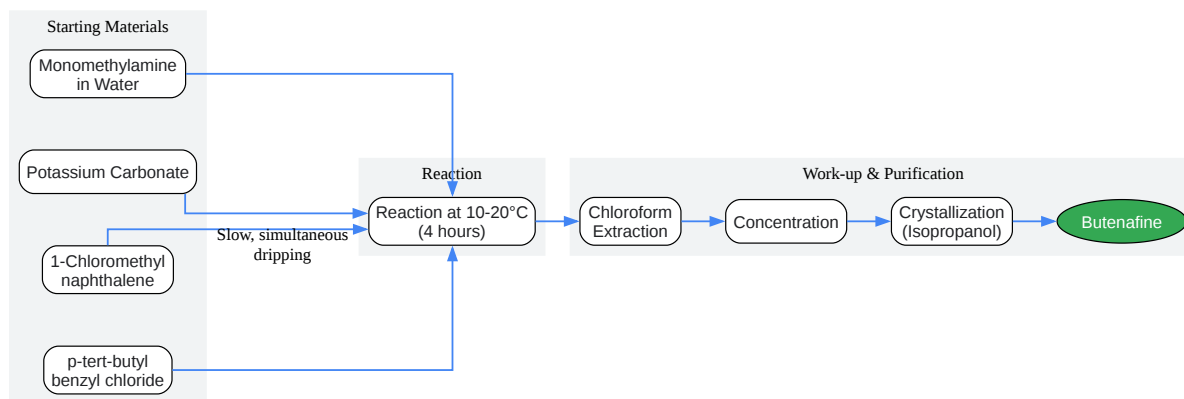 Starting Materials
Monomethylamine
in Water
Potassium Carbonate
1-Chloromethyl
naphthalene
p-tert-butyl
benzyl chloride
Slow, simultaneous
dripping
Reaction
Reaction at 10-20°C
(4 hours)
Work-up & Purification
Chloroform
Extraction
Concentration
Crystallization
(Isopropanol)
Butenafine